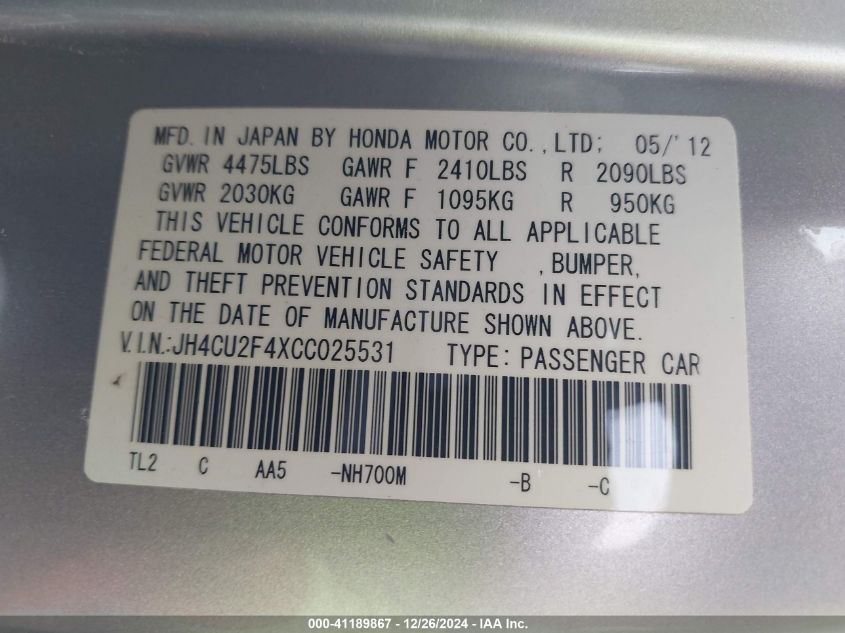 MFD. IN JAPAN BY HONDA MOTOR CO.,LTD; 05/'12
GVWR 4475LBS GAWR F 2410LBS R 2090LBS
GVWR 2030KG GAWR F 1095KG R 950KG
THIS VEHICLE CONFORMS TO ALL APPLICABLE
FEDERAL MOTOR VEHICLE SAFETY , BUMPER,
AND THEFT PREVENTION STANDARDS IN EFFECT
ON THE DATE OF MANUFACTURE SHOWN ABOVE.
V.I.N.:JH4CU2F4XCC025531 TYPE: PASSENGER CAR
TL2 C AA5 -NH700M -B -C
000-41189867 - 12/26/2024 - IAA Inc.